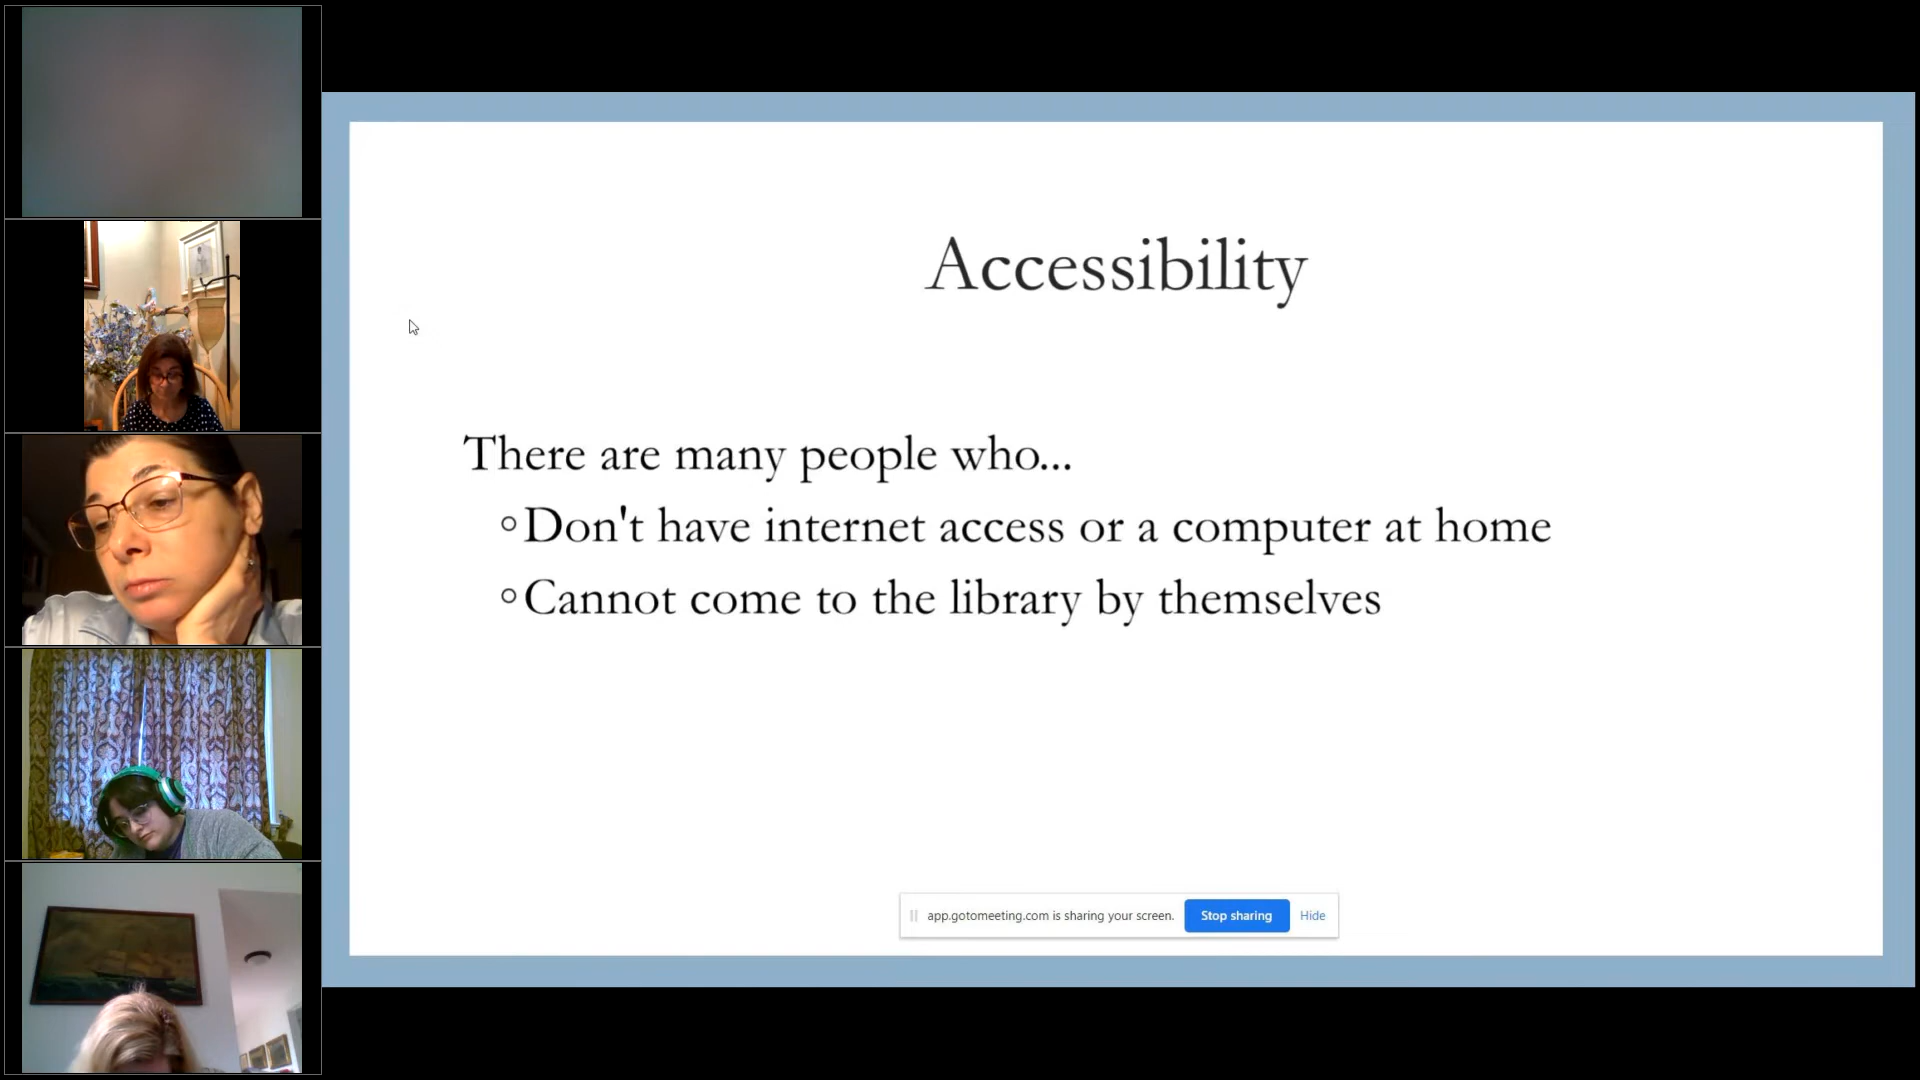 Accessibility
There are many people who...
Don't have internet access or a computer at home
Cannot come to the library by themselves
app.gotomeeting.com is sharing your screen. Stop sharing Hide